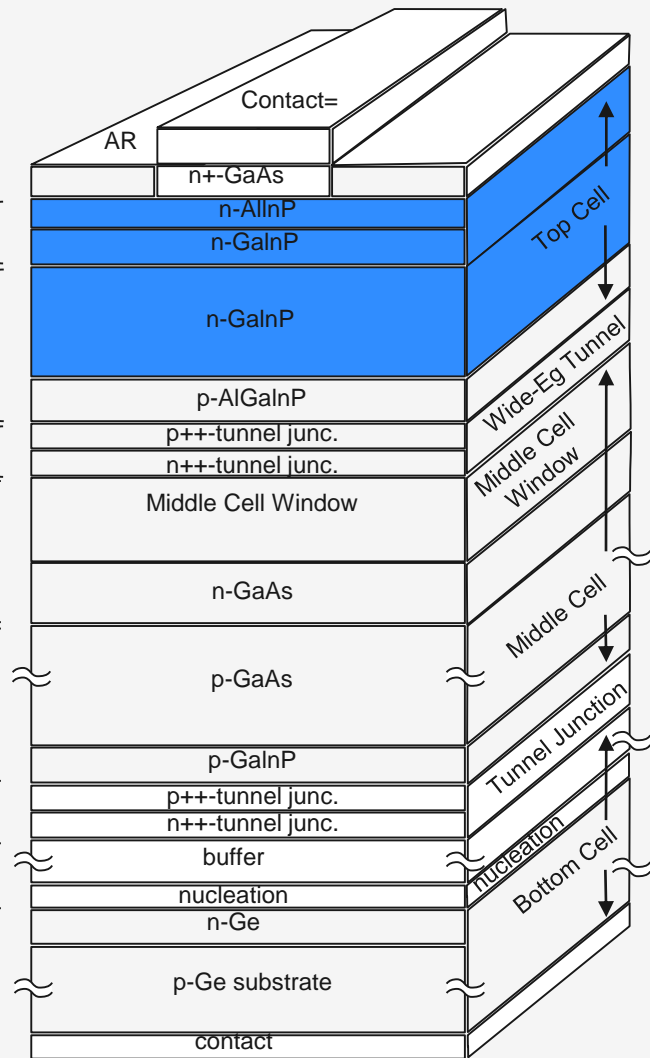 Contact=
AR
n+-GaAs
n-AlInP
n-GaInP
n-GaInP
p-AlGaInP
p++-tunnel junc.
n++-tunnel junc.
Middle Cell Window
n-GaAs
p-GaAs
p-GaInP
p++-tunnel junc.
n++-tunnel junc.
buffer
nucleation
n-Ge
p-Ge substrate
contact
Top Cell
Wide-Eg Tunnel
Middle Cell
Window
Middle Cell
Tunnel Junction
nucleation
Bottom Cell